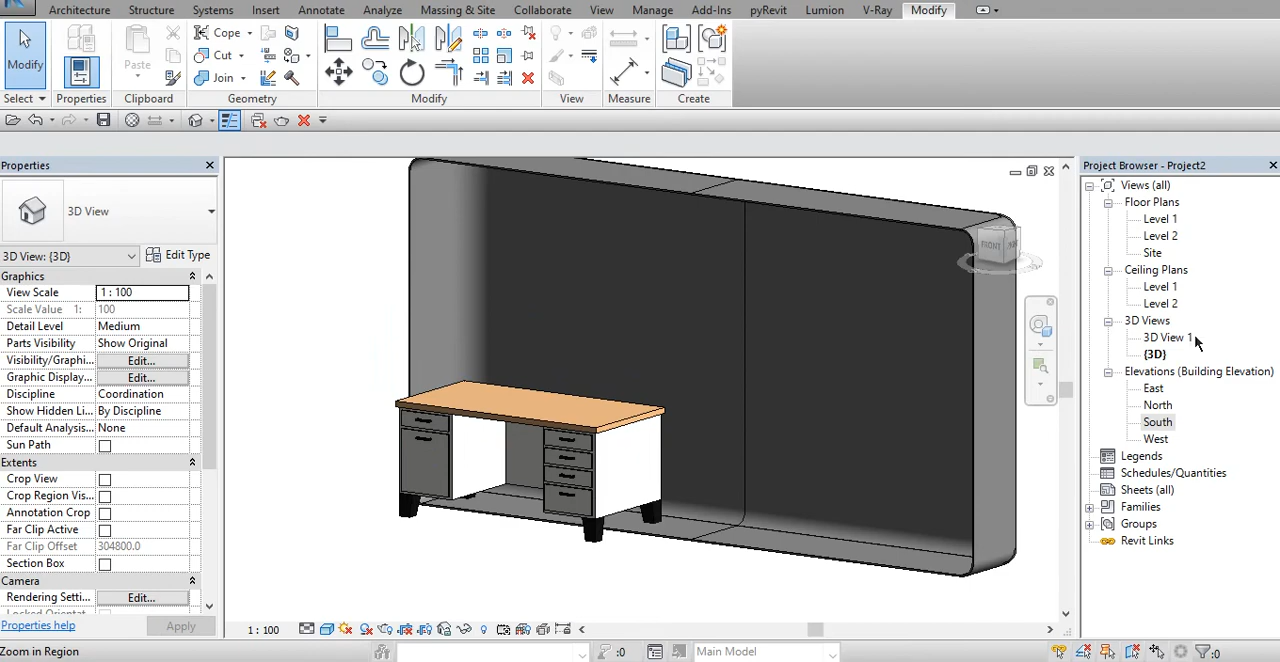 Architecture Structure Systems Insert Annotate Analyze Massing & Site Collaborate View Manage Add-Ins pyRevit Lumion V-Ray Modify
Modify
Paste
Cope
Cut
Join
Select Properties Clipboard Geometry Modify View Measure Create
Properties
3D View
3D View: {3D} Edit Type
Graphics
View Scale 1 : 100
Scale Value 1: 100
Detail Level Medium
Parts Visibility Show Original
Visibility/Graphi... Edit...
Graphic Display... Edit...
Discipline Coordination
Show Hidden Li... By Discipline
Default Analysis... None
Sun Path
Extents
Crop View
Crop Region Vis...
Annotation Crop
Far Clip Active
Far Clip Offset 304800.0
Section Box
Camera
Rendering Setti... Edit...
Properties help Apply
FRONT
1 : 100
Project Browser - Project2
Views (all)
Floor Plans
Level 1
Level 2
Site
Ceiling Plans
Level 1
Level 2
3D Views
3D View 1
{3D}
Elevations (Building Elevation)
East
North
South
West
Legends
Schedules/Quantities
Sheets (all)
Families
Groups
Revit Links
Zoom in Region :0 Main Model :0